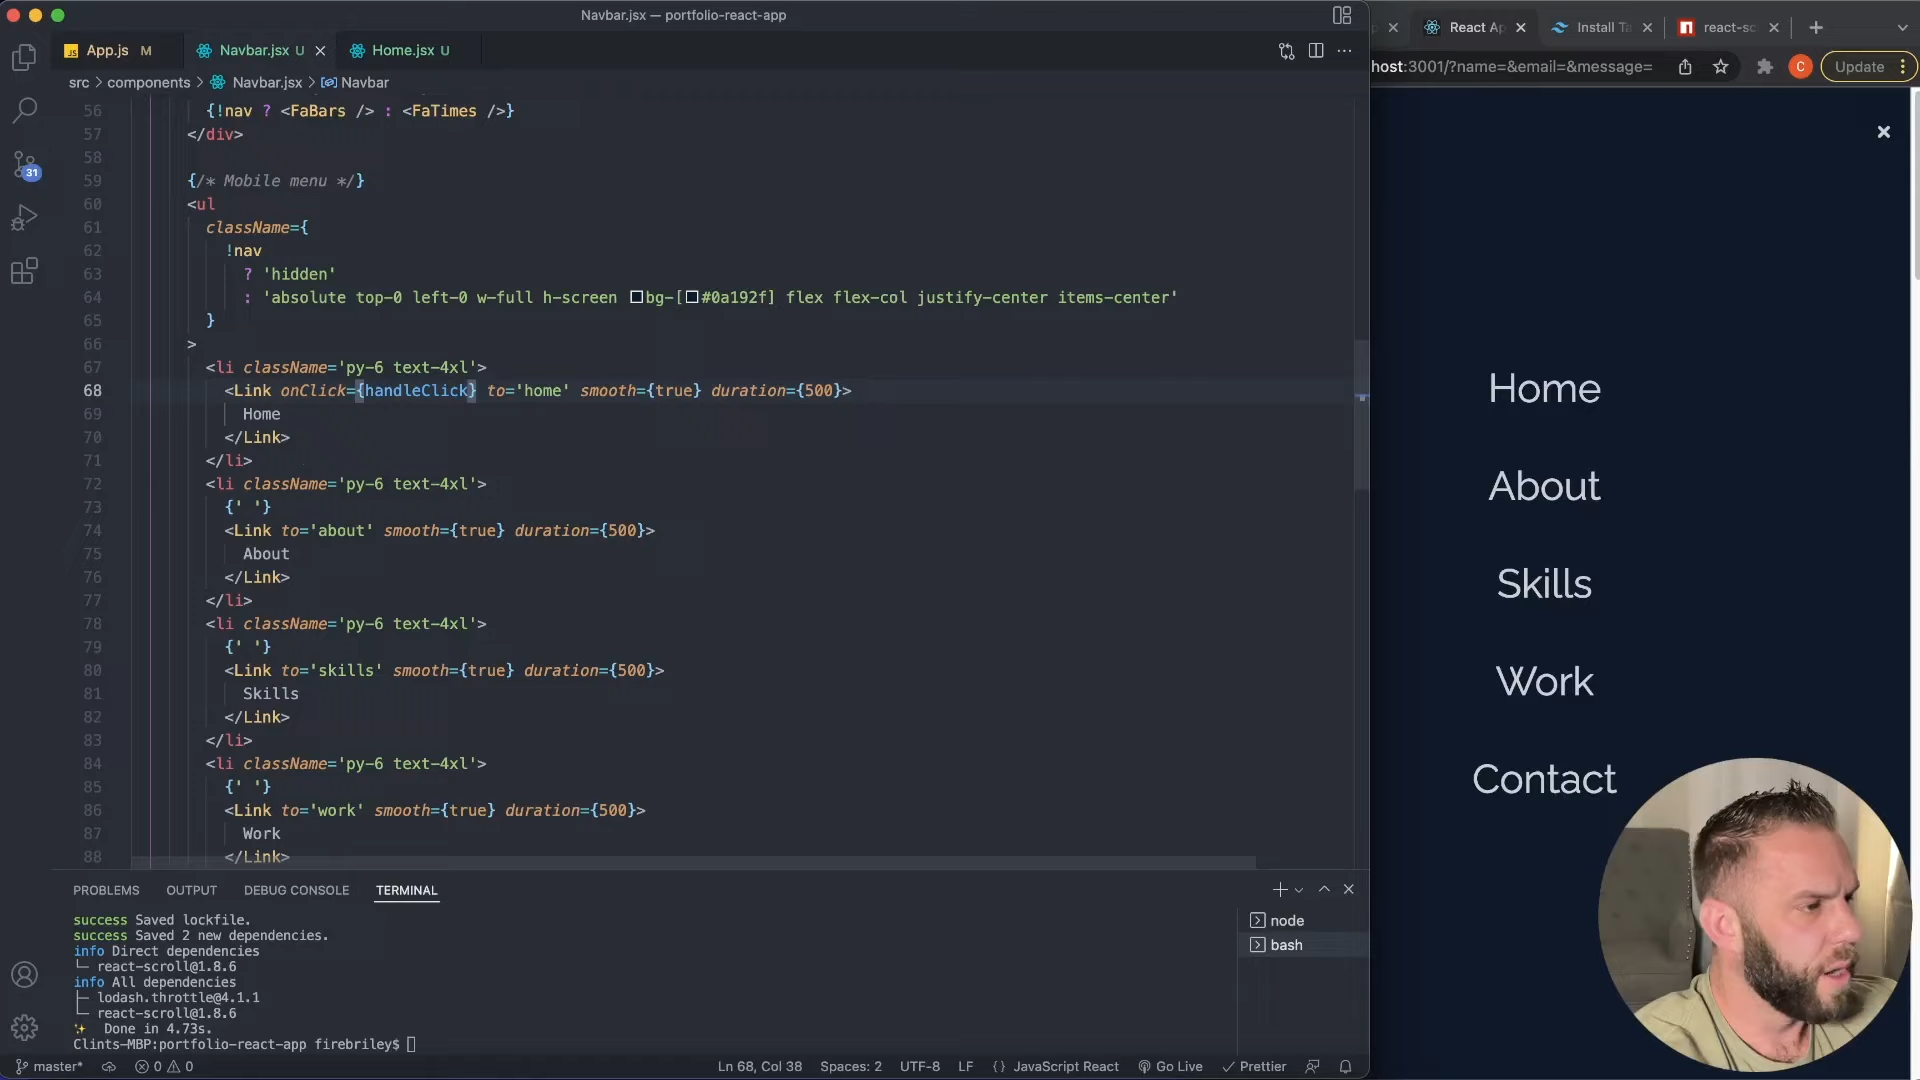 Navbar.jsx — portfolio-react-app
App.js M
Navbar.jsx U
Home.jsx U
src > components > Navbar.jsx > Navbar
56 {!nav ? <FaBars /> : <FaTimes />}
57 </div>
58
59 {/* Mobile menu */}
60 <ul
61 className={
62 !nav
63 ? 'hidden'
64 : 'absolute top-0 left-0 w-full h-screen bg-[#0a192f] flex flex-col justify-center items-center'
65 }
66 >
67 <li className='py-6 text-4xl'>
68 <Link onClick={handleClick} to='home' smooth={true} duration={500}>
69 Home
70 </Link>
71 </li>
72 <li className='py-6 text-4xl'>
73 {' '}
74 <Link to='about' smooth={true} duration={500}>
75 About
76 </Link>
77 </li>
78 <li className='py-6 text-4xl'>
79 {' '}
80 <Link to='skills' smooth={true} duration={500}>
81 Skills
82 </Link>
83 </li>
84 <li className='py-6 text-4xl'>
85 {' '}
86 <Link to='work' smooth={true} duration={500}>
87 Work
88 </Link>
31
PROBLEMS OUTPUT DEBUG CONSOLE TERMINAL
success Saved lockfile.
success Saved 2 new dependencies.
info Direct dependencies
└─ react-scroll@1.8.6
info All dependencies
├─ lodash.throttle@4.1.1
└─ react-scroll@1.8.6
✨ Done in 4.73s.
Clints-MBP:portfolio-react-app firebriley$
node
bash
master* 0 0 Ln 68, Col 38 Spaces: 2 UTF-8 LF {} JavaScript React Go Live Prettier
React Ap
Install Ta
react-sc
host:3001/?name=&email=&message=
C
Update
Home
About
Skills
Work
Contact